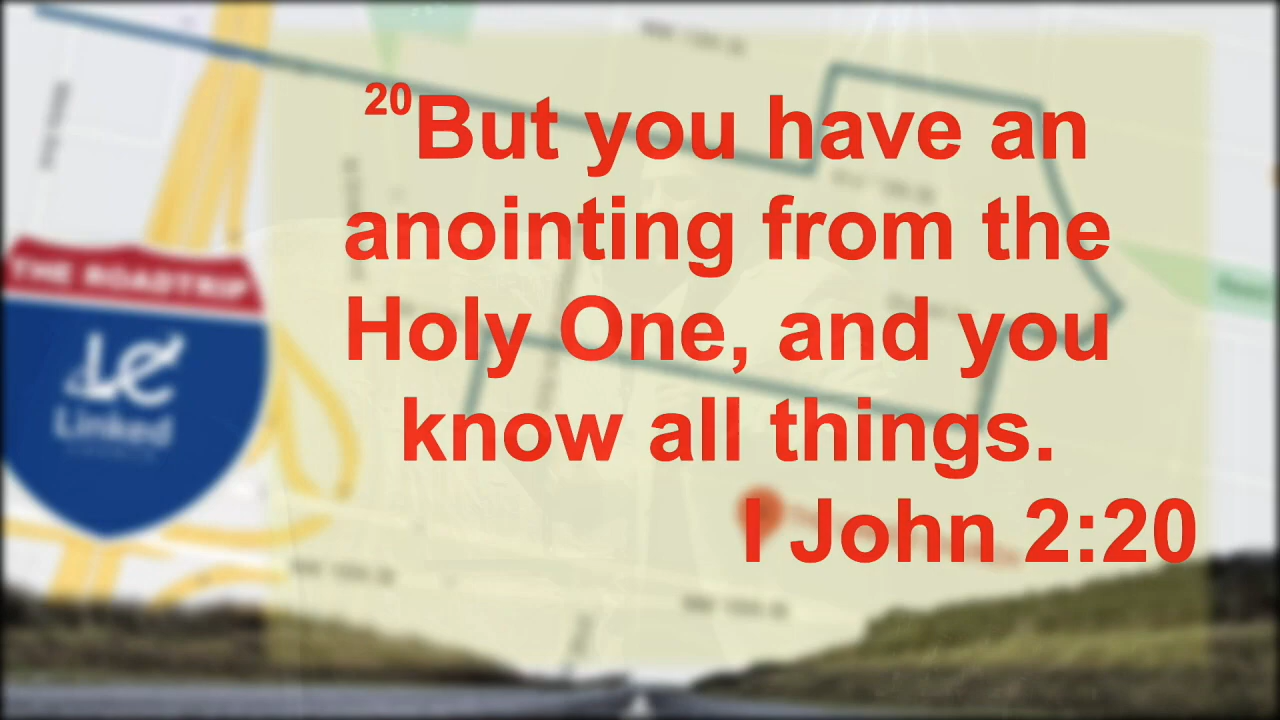 20But you have an
anointing from the
Holy One, and you
know all things.
I John 2:20
THE ROADTRIP
Linked